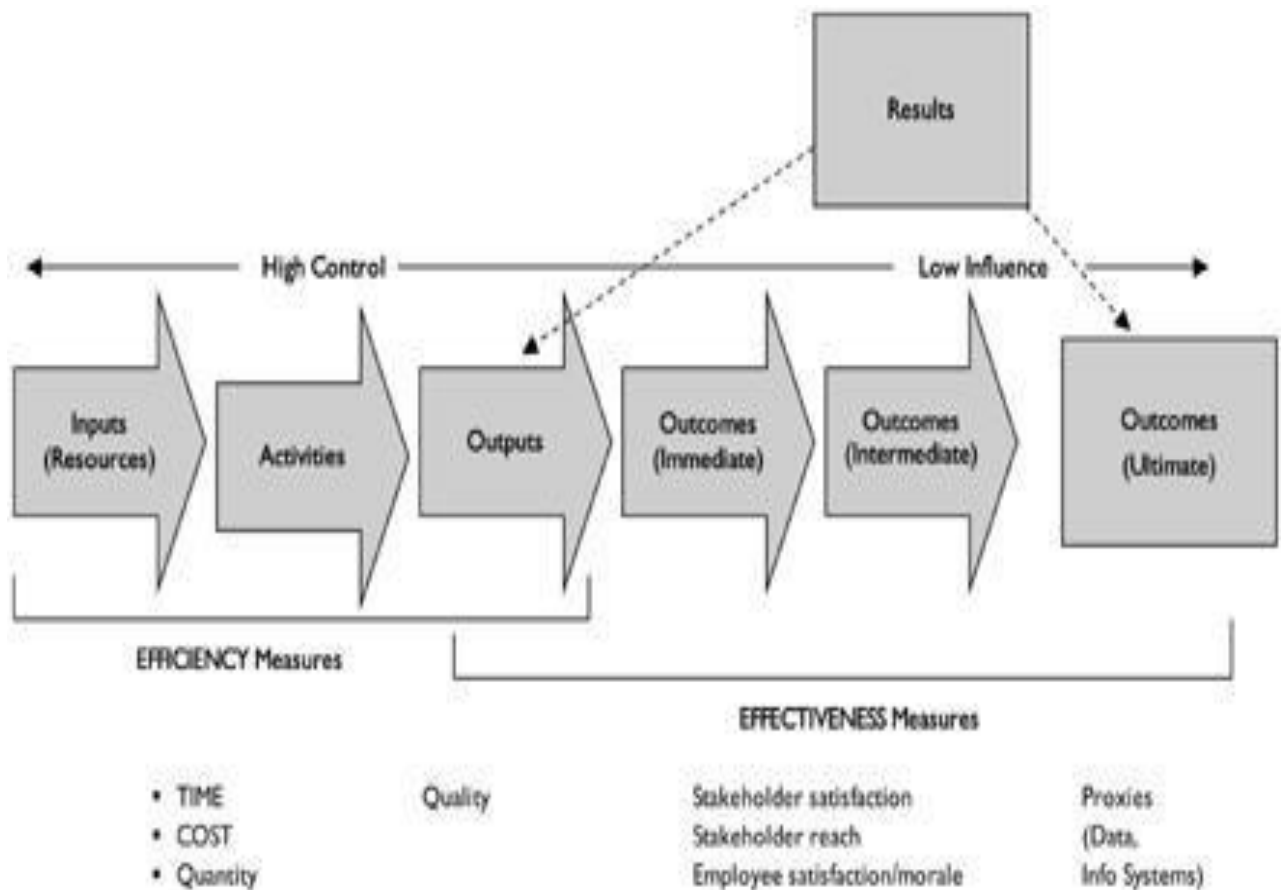 Results
High Control
Low Influence
Inputs
(Resources)
Activities
Outputs
Outcomes
(Immediate)
Outcomes
(Intermediate)
Outcomes
(Ultimate)
EFFICIENCY Measures
EFFECTIVENESS Measures
• TIME
• COST
• Quantity
Quality
Stakeholder satisfaction
Stakeholder reach
Employee satisfaction/morale
Proxies
(Data,
Info Systems)